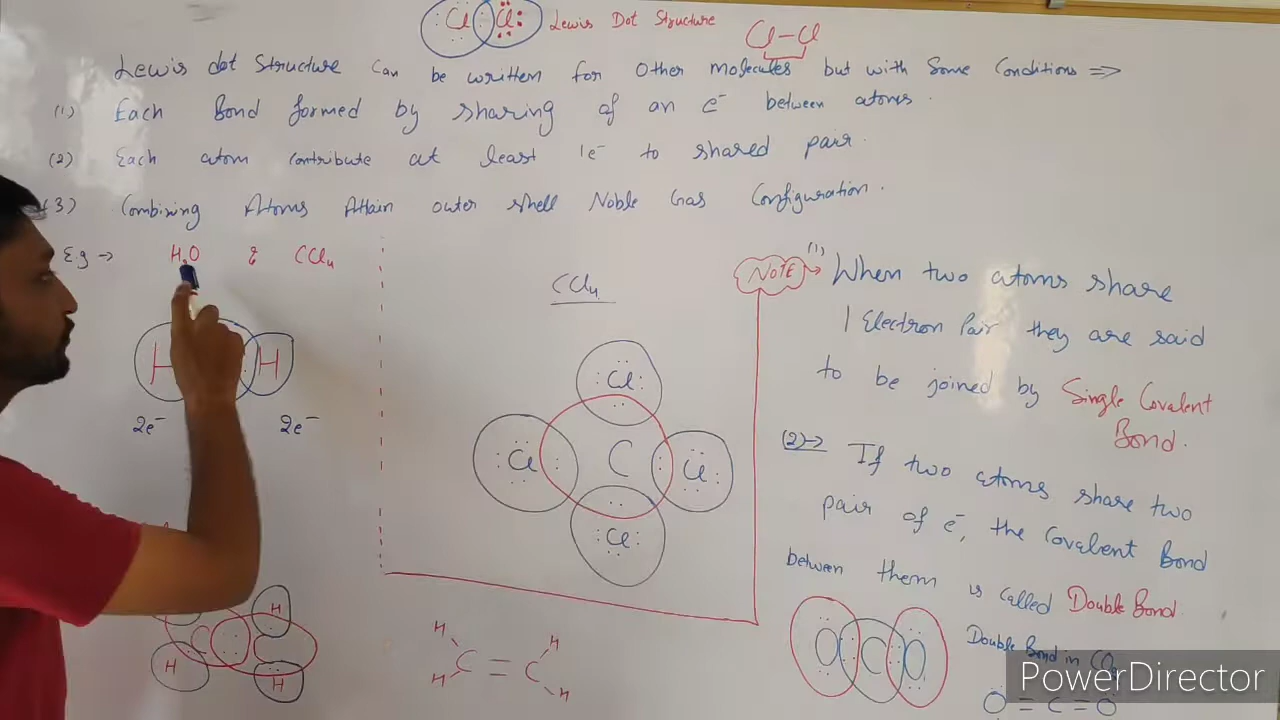 Cl Cl Lewis Dot Structure Cl-Cl
Lewis dot Structure Can be written for Other molecules but with Some Conditions ⇒
(1) Each Bond formed by sharing of an e⁻ between atoms.
(2) Each atom Contribute at least 1e⁻ to shared pair.
(3) Combining Atoms Attain outer shell Noble Gas Configuration.
E.g → H₂O & CCl₄
H H
2e⁻ 2e⁻
CCl₄
Cl
Cl C Cl
Cl
NOTE → (1) When two atoms share
1 Electron Pair they are said
to be joined by Single Covalent
Bond.
(2) → If two atoms share two
pair of e⁻, the Covalent Bond
between them is called Double Bond
H
C C
H H
H H
C = C
H H
O C O
Double Bond in CO₂
O = C = O
PowerDirector